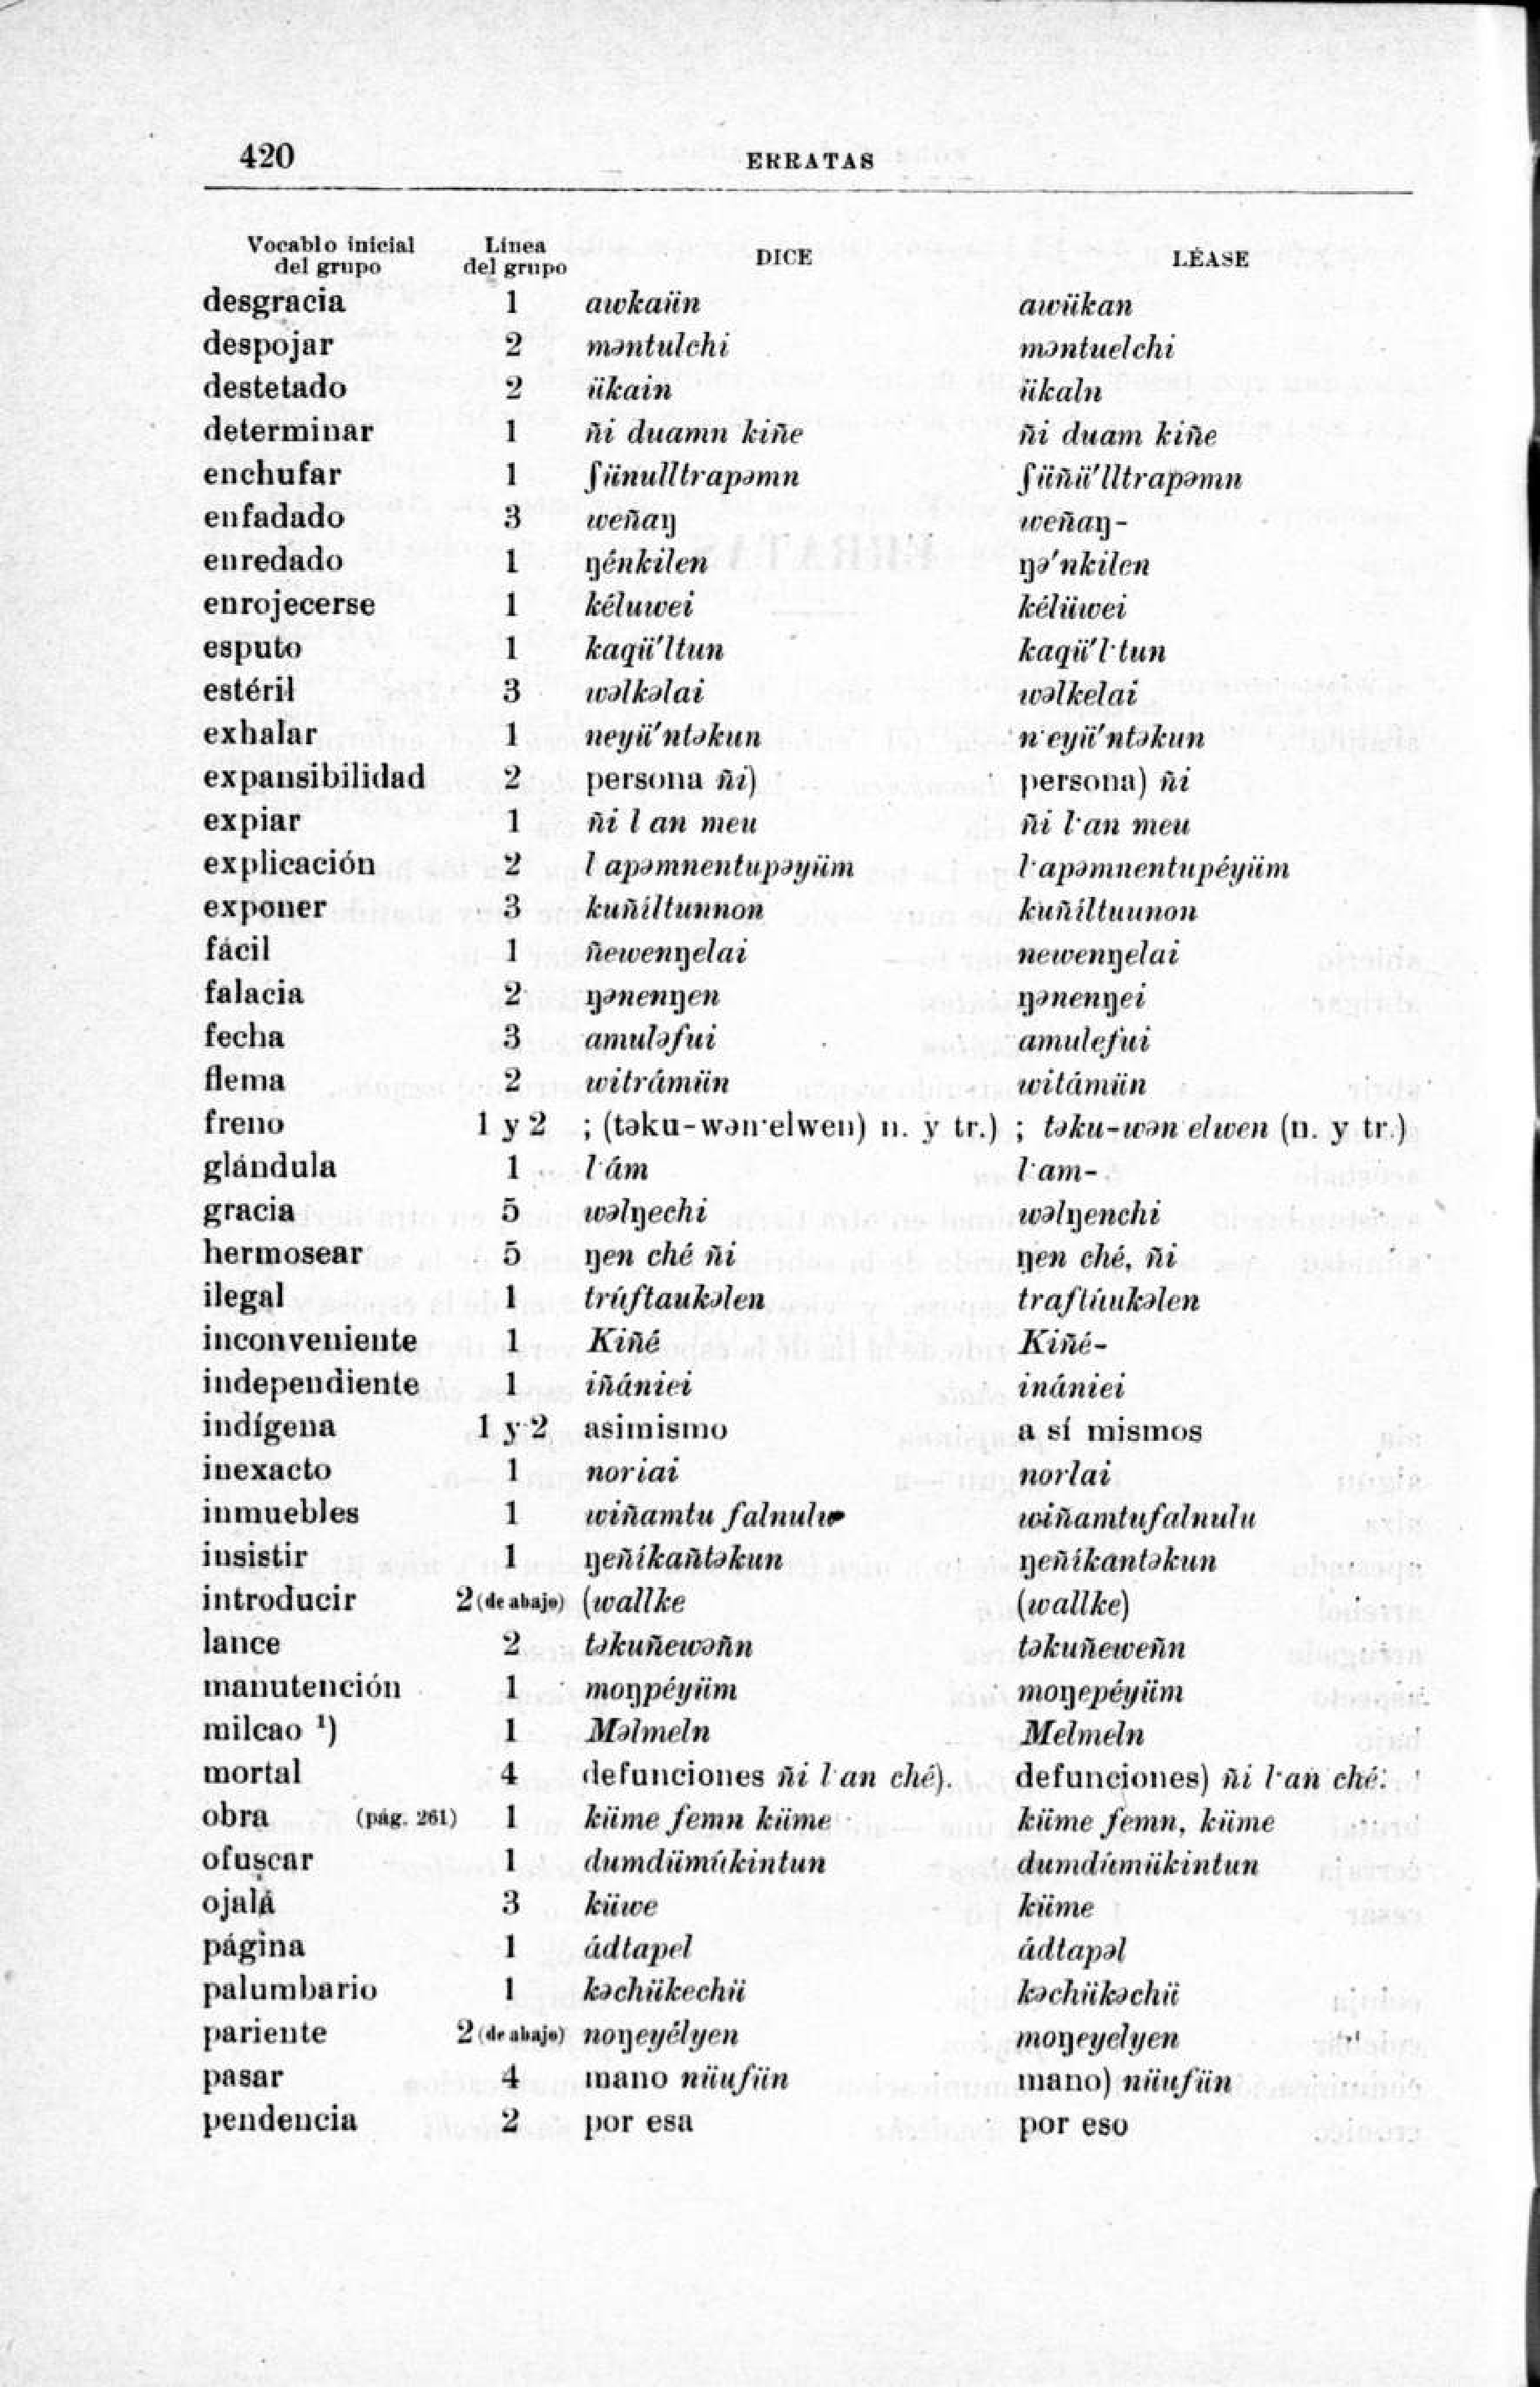 420 ERRATAS
Vocablo inicial del grupo Línea del grupo DICE LÉASE
desgracia 1 awkaün awükan
despojar 2 məntulchi məntuelchi
destetado 2 ükain ükaln
determinar 1 ñi duamn kiñe ñi duam kiñe
enchufar 1 ʃünulltrapəmn ʃüñü'lltrapəmn
enfadado 3 weñaŋ weñaŋ-
enredado 1 ŋénkilen ŋə'nkilen
enrojecerse 1 kéluwei kélüwei
esputo 1 kaqü'ltun kaqü'l·tun
estéril 3 wəlkəlai wəlkelai
exhalar 1 neyü'ntəkun n·eyü'ntəkun
expansibilidad 2 persona ñi) persona) ñi
expiar 1 ñi l an meu ñi l·an meu
explicación 2 l apəmnentupəyüm l·apəmnentupéyüm
exponer 3 kuñiltunnon kuñiltuunon
fácil 1 ñewenŋelai newenŋelai
falacia 2 ŋənenŋen ŋənenŋei
fecha 3 amuləfui amulefui
flema 2 witrámün witámün
freno 1 y 2 ; (təku-wən·elwen) n. y tr.) ; təku-wən elwen (n. y tr.)
glándula 1 l·ám l·am-
gracia 5 wəlŋechi wəlŋenchi
hermosear 5 ŋen ché ñi ŋen ché, ñi
ilegal 1 trúftaukəlen traftúukəlen
inconveniente 1 Kiñé Kiñé-
independiente 1 iñániei inániei
indígena 1 y 2 asimismo a sí mismos
inexacto 1 noriai norlai
inmuebles 1 wiñamtu falnulu wiñamtufalnulu
insistir 1 ŋeñikañtəkun ŋeñikantəkun
introducir 2 (de abajo) (wallke (wallke)
lance 2 təkuñewəñn təkuñeweñn
manutención 1 moŋpéyüm moŋepéyüm
milcao ¹) 1 Məlmeln Melmeln
mortal 4 defunciones ñi l·an ché). defunciones) ñi l·an ché.
obra (pág. 261) 1 küme femn küme küme femn, küme
ofuscar 1 dumdümúkintun dumdúmükintun
ojalá 3 küwe küme
página 1 ádtapel ádtapəl
palumbario 1 kəchükechü kəchükəchü
pariente 2 (de abajo) noŋeyélyen moŋeyelyen
pasar 4 mano nüufün mano) nüufün
pendencia 2 por esa por eso